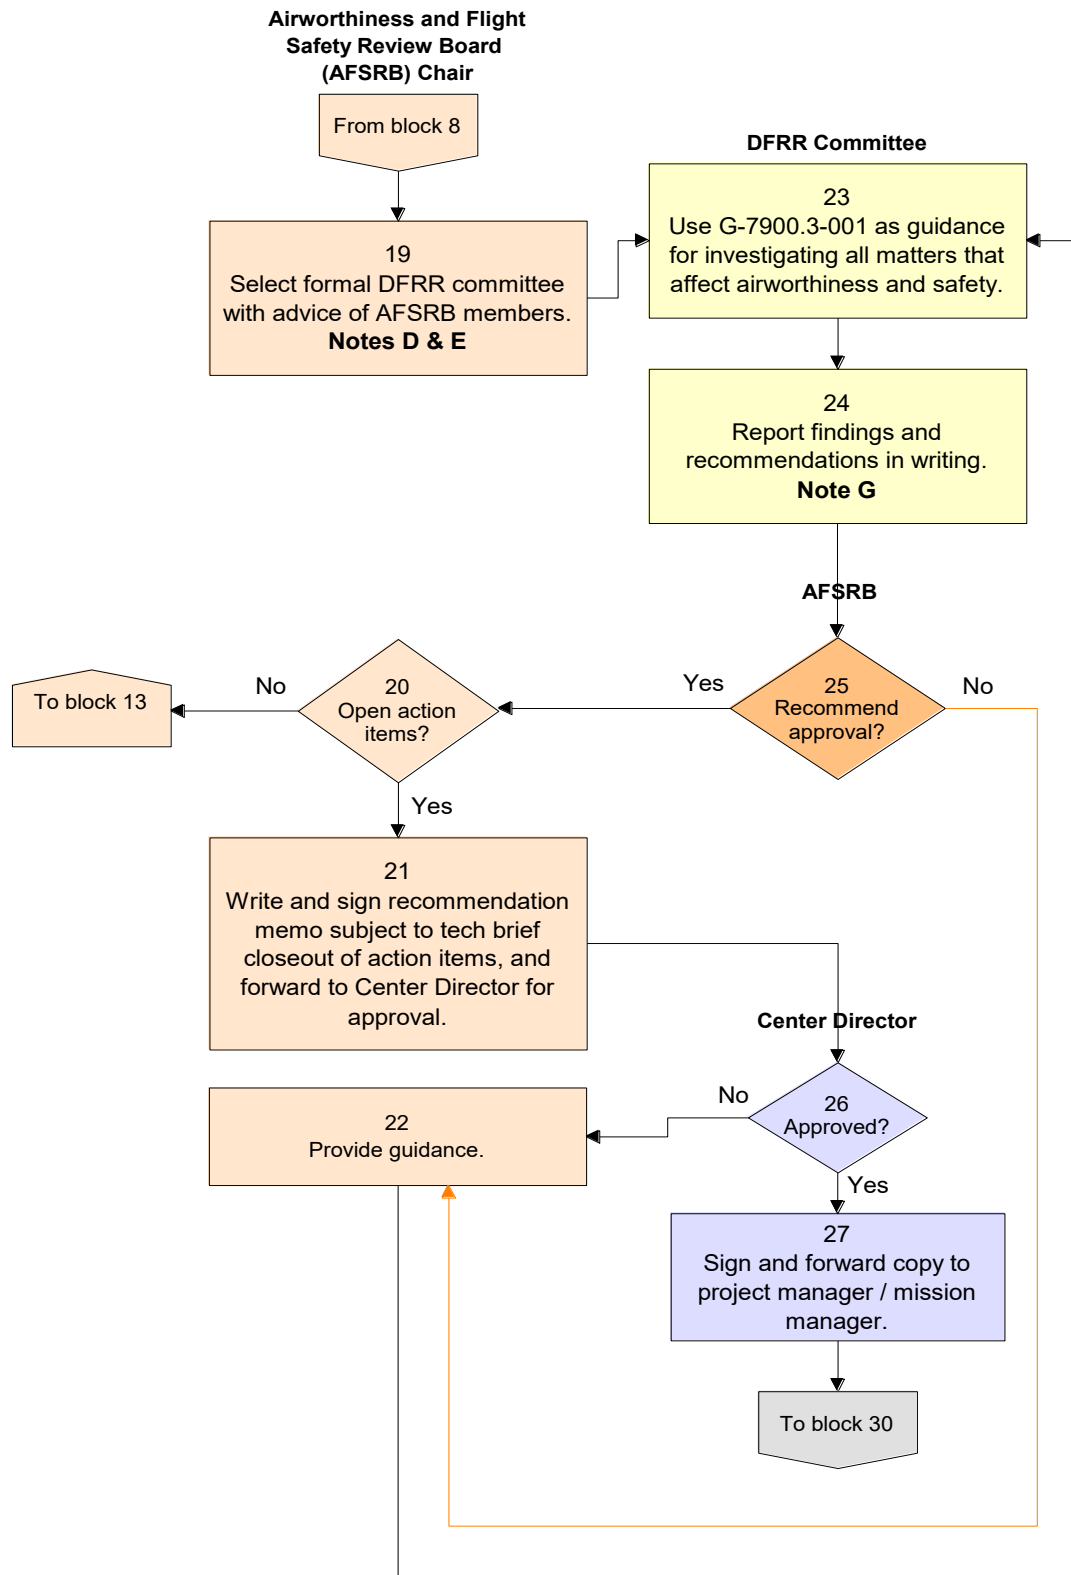 Airworthiness and Flight
Safety Review Board
(AFSRB) Chair
From block 8
DFRR Committee
19
Select formal DFRR committee
with advice of AFSRB members.
Notes D & E
23
Use G-7900.3-001 as guidance
for investigating all matters that
affect airworthiness and safety.
24
Report findings and
recommendations in writing.
Note G
AFSRB
To block 13
No
20
Open action
items?
Yes
25
Recommend
approval?
No
Yes
21
Write and sign recommendation
memo subject to tech brief
closeout of action items, and
forward to Center Director for
approval.
Center Director
22
Provide guidance.
No
26
Approved?
Yes
27
Sign and forward copy to
project manager / mission
manager.
To block 30